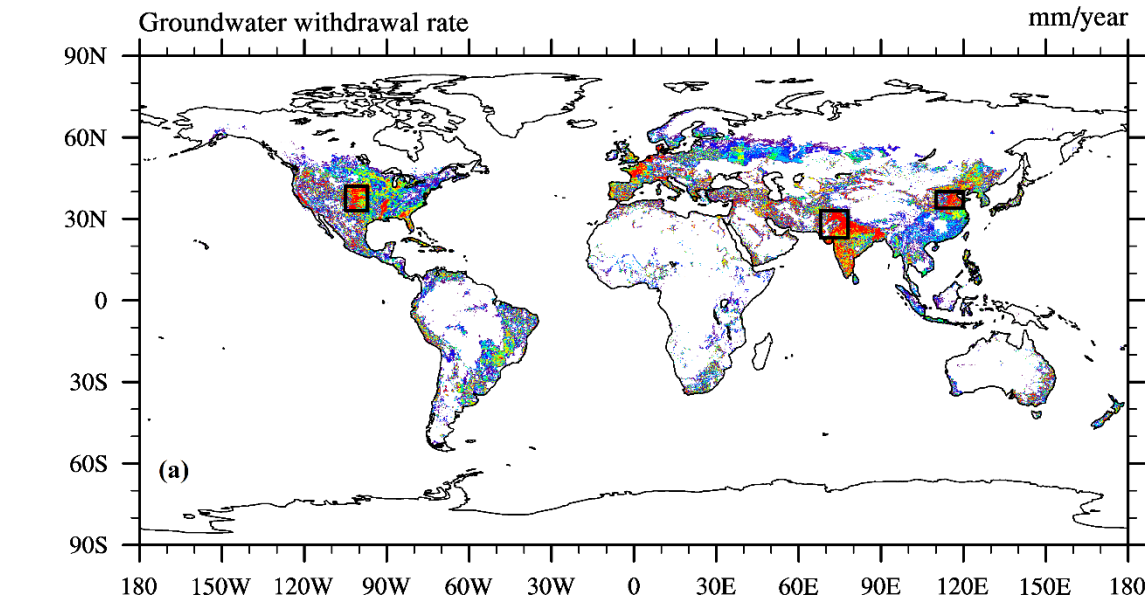 Groundwater withdrawal rate
mm/year
90N
60N
30N
0
30S
60S
90S
(a)
180 150W 120W 90W 60W 30W 0 30E 60E 90E 120E 150E 180